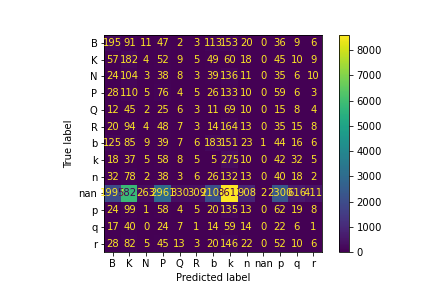 B 195 91 11 47 2 3 113 153 20 0 36 9 6
K 57 182 4 52 9 5 49 60 18 0 45 10 9
N 24 104 3 38 8 3 39 136 11 0 35 6 10
P 28 110 5 76 4 5 26 133 10 0 59 6 3
Q 12 45 2 25 6 3 11 69 10 0 15 8 4
R 20 94 4 48 7 3 14 164 13 0 35 15 8
b 125 85 9 39 7 6 183 151 23 1 44 16 6
k 18 37 5 58 8 5 5 275 10 0 42 32 5
n 32 78 2 38 3 6 26 132 13 0 40 18 2
nan 263 330 309 908 2 616 411
p 24 99 1 58 4 5 20 135 13 0 62 19 8
q 17 40 0 24 7 1 14 59 14 0 22 6 1
r 28 82 5 45 13 3 20 146 22 0 52 10 6
B K N P Q R b k n nan p q r
Predicted label
True label
8000
7000
6000
5000
4000
3000
2000
1000
0